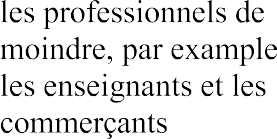 les professionnels de
moindre, par example
les enseignants et les
commerçants